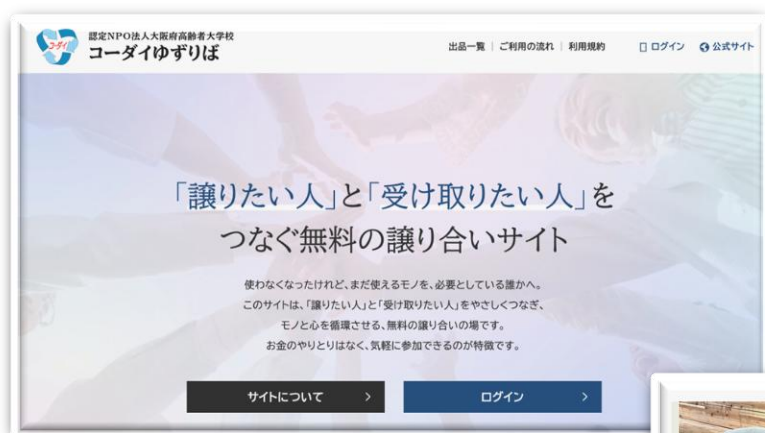 コーダイ
認定NPO法人大阪府高齢者大学校
コーダイゆずりば
出品一覧 | ご利用の流れ | 利用規約 ログイン 公式サイト
「譲りたい人」と「受け取りたい人」を
つなぐ無料の譲り合いサイト
使わなくなったけれど、まだ使えるモノを、必要としている誰かへ。
このサイトは、「譲りたい人」と「受け取りたい人」をやさしくつなぎ、
モノと心を循環させる、無料の譲り合いの場です。
お金のやりとりはなく、気軽に参加できるのが特徴です。
サイトについて > ログイン >